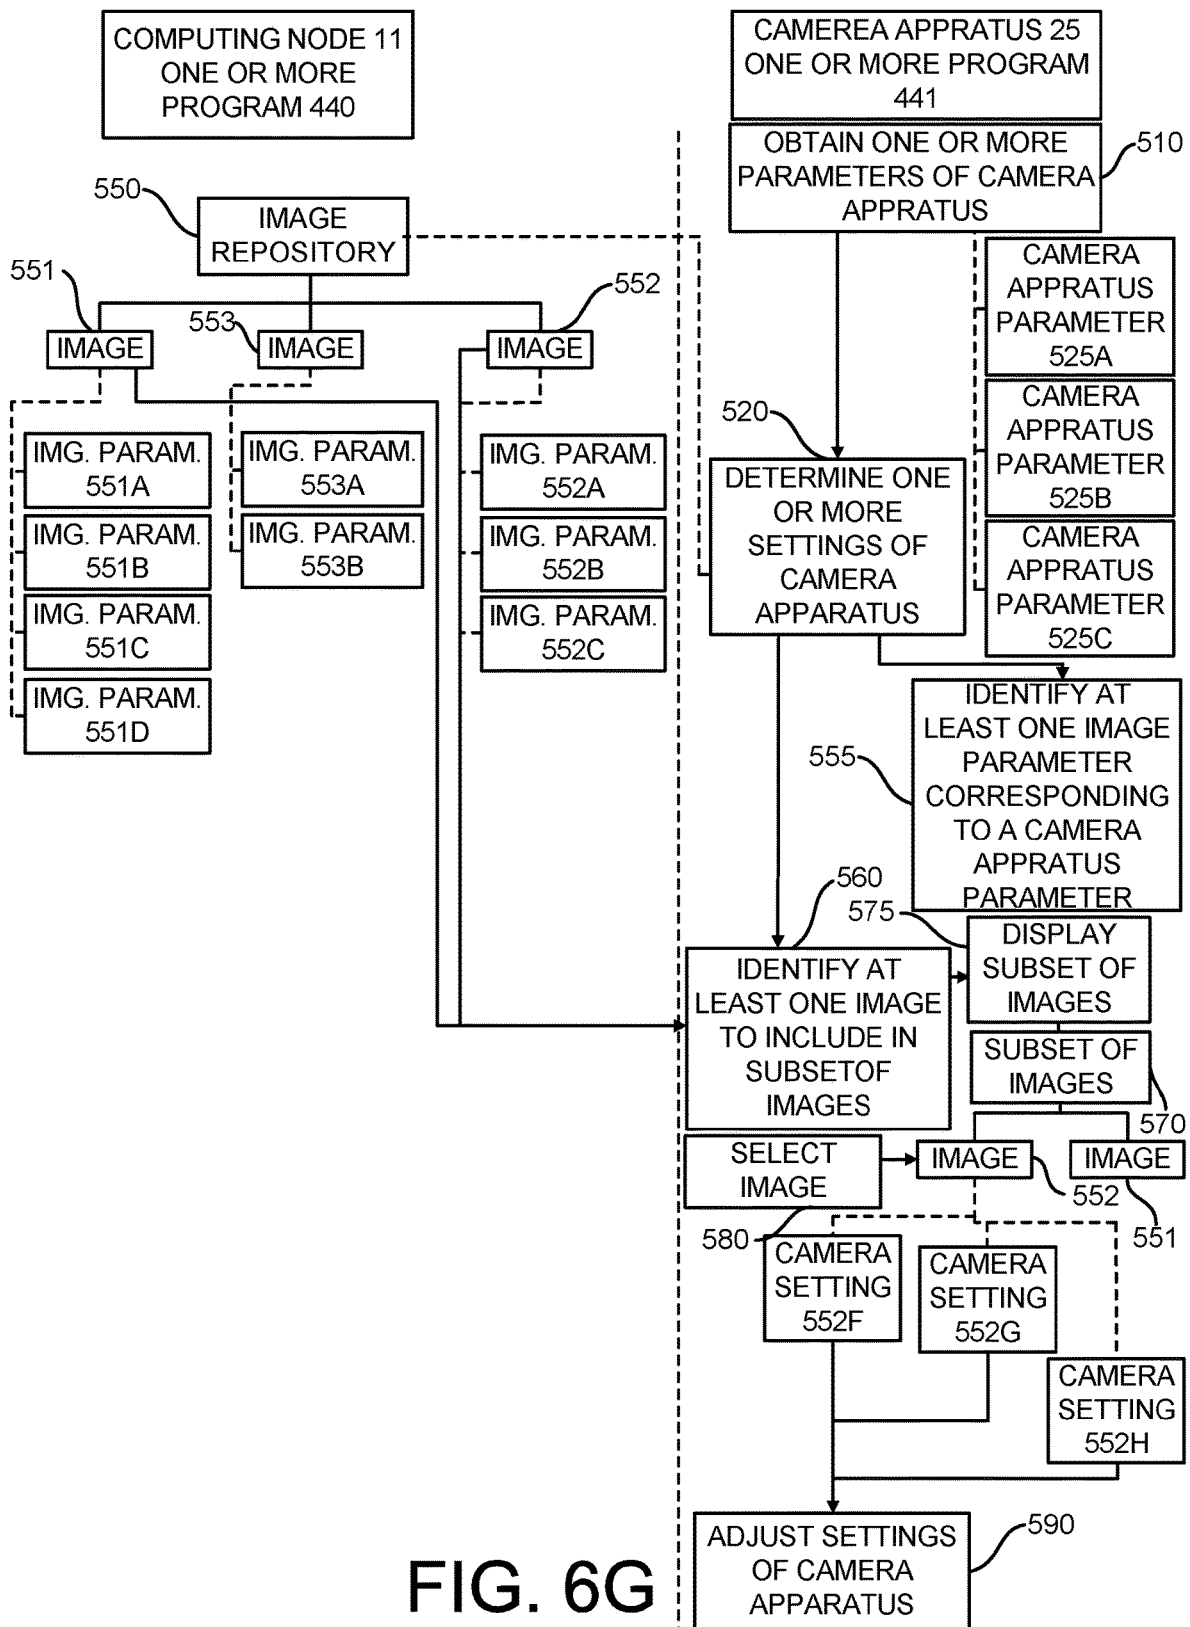 COMPUTING NODE 11
ONE OR MORE
PROGRAM 440
CAMEREA APPRATUS 25
ONE OR MORE PROGRAM
441
OBTAIN ONE OR MORE
PARAMETERS OF CAMERA
APPRATUS
510
550
IMAGE
REPOSITORY
551
553
552
IMAGE
IMAGE
IMAGE
CAMERA
APPRATUS
PARAMETER
525A
CAMERA
APPRATUS
PARAMETER
525B
CAMERA
APPRATUS
PARAMETER
525C
IMG. PARAM.
551A
IMG. PARAM.
551B
IMG. PARAM.
551C
IMG. PARAM.
551D
IMG. PARAM.
553A
IMG. PARAM.
553B
IMG. PARAM.
552A
IMG. PARAM.
552B
IMG. PARAM.
552C
520
DETERMINE ONE
OR MORE
SETTINGS OF
CAMERA
APPARATUS
555
IDENTIFY AT
LEAST ONE IMAGE
PARAMETER
CORRESPONDING
TO A CAMERA
APPRATUS
PARAMETER
560
IDENTIFY AT
LEAST ONE IMAGE
TO INCLUDE IN
SUBSETOF
IMAGES
575
DISPLAY
SUBSET OF
IMAGES
SUBSET OF
IMAGES
570
SELECT
IMAGE
580
IMAGE
552
IMAGE
551
CAMERA
SETTING
552F
CAMERA
SETTING
552G
CAMERA
SETTING
552H
ADJUST SETTINGS
OF CAMERA
APPARATUS
590
FIG. 6G